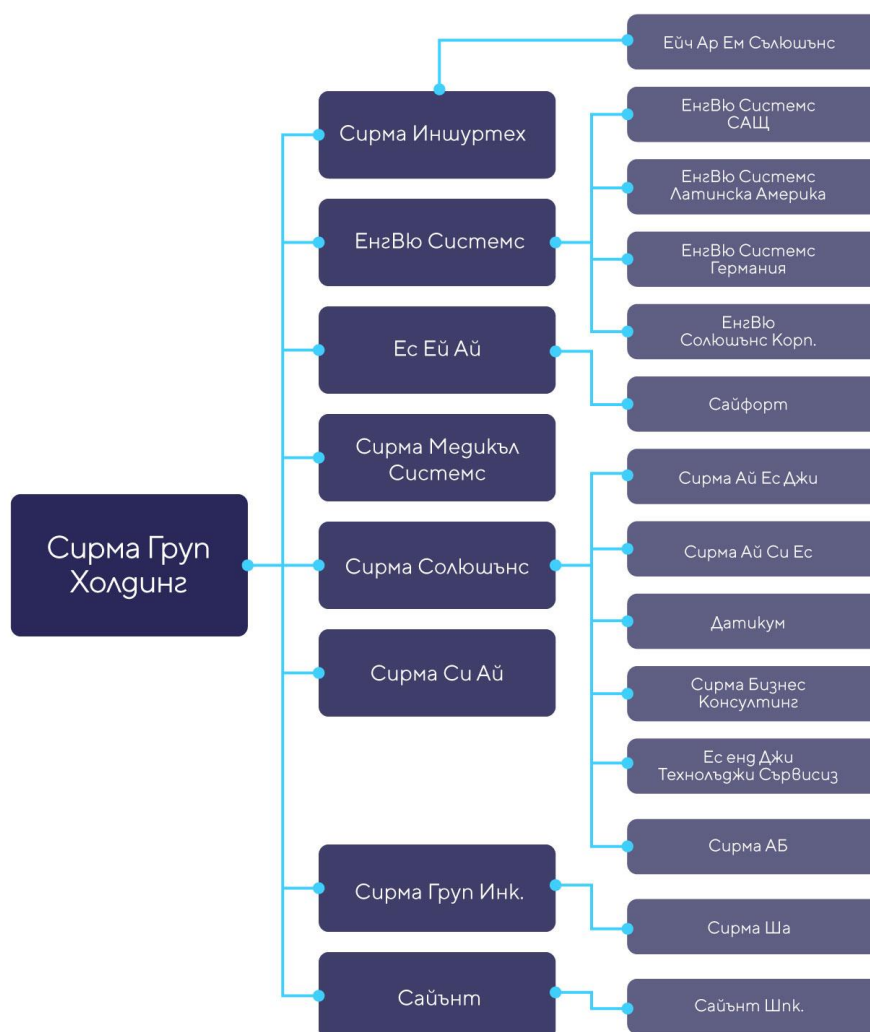 Ейч Ар Ем Сълюшънс
Сирма Иншуртех
ЕнгВю Системс
САЩ
ЕнгВю Системс
Латинска Америка
ЕнгВю Системс
ЕнгВю Системс
Германия
ЕнгВю
Солюшънс Корп.
Ес Ей Ай
Сайфорт
Сирма Медикъл
Системс
Сирма Груп
Холдинг
Сирма Солюшънс
Сирма Ай Ес Джи
Сирма Ай Си Ес
Датикум
Сирма Бизнес
Консултинг
Ес енд Джи
Технолъджи Сървисиз
Сирма АБ
Сирма Си Ай
Сирма Груп Инк.
Сирма Ша
Сайънт
Сайънт Шпк.